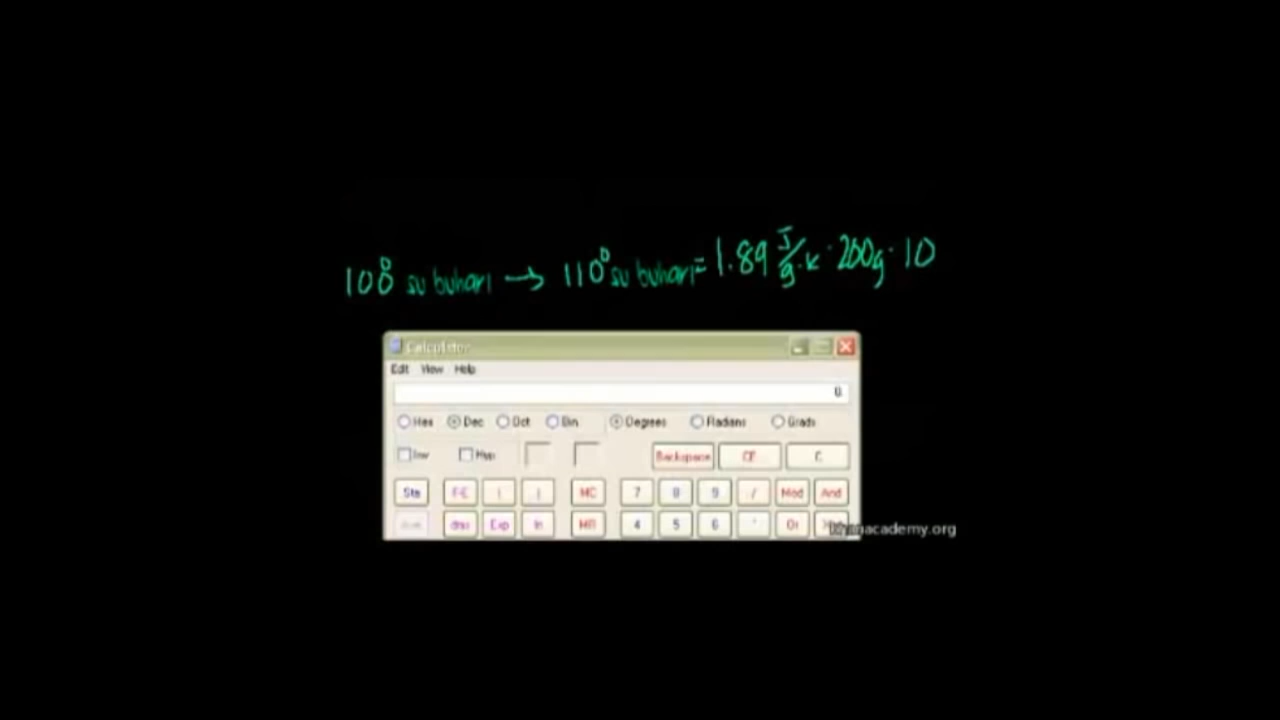 100° su buharı → 110° su buharı = 1.89 J/g·K · 200g · 10
Calculator
Edit View Help
0.
Hex Dec Oct Bin Degrees Radians Grads
Inv Hyp Backspace CE C
Sta F-E ( ) MC 7 8 9 / Mod And
dms Exp ln MR 4 5 6 * Or
khanacademy.org